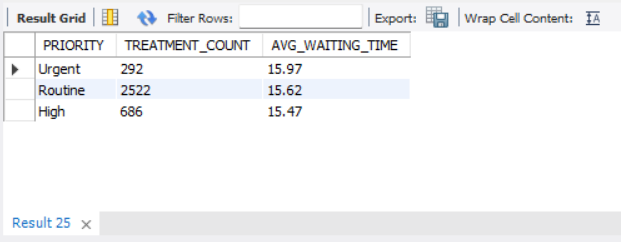 Result Grid Filter Rows: Export: Wrap Cell Content: IA
PRIORITY TREATMENT_COUNT AVG_WAITING_TIME
Urgent 292 15.97
Routine 2522 15.62
High 686 15.47
Result 25 ×